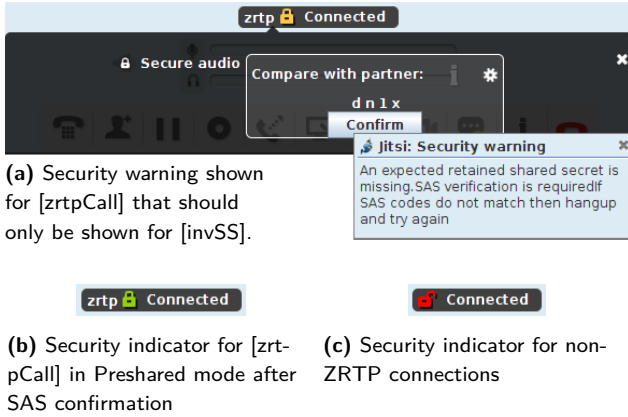 zrtp Connected
Secure audio
Compare with partner:
d n l x
Confirm
Jitsi: Security warning
An expected retained shared secret is
missing.SAS verification is requiredIf
SAS codes do not match then hangup
and try again
(a) Security warning shown
for [zrtpCall] that should
only be shown for [invSS].
zrtp Connected
Connected
(b) Security indicator for [zrt-
pCall] in Preshared mode after
SAS confirmation
(c) Security indicator for non-
ZRTP connections